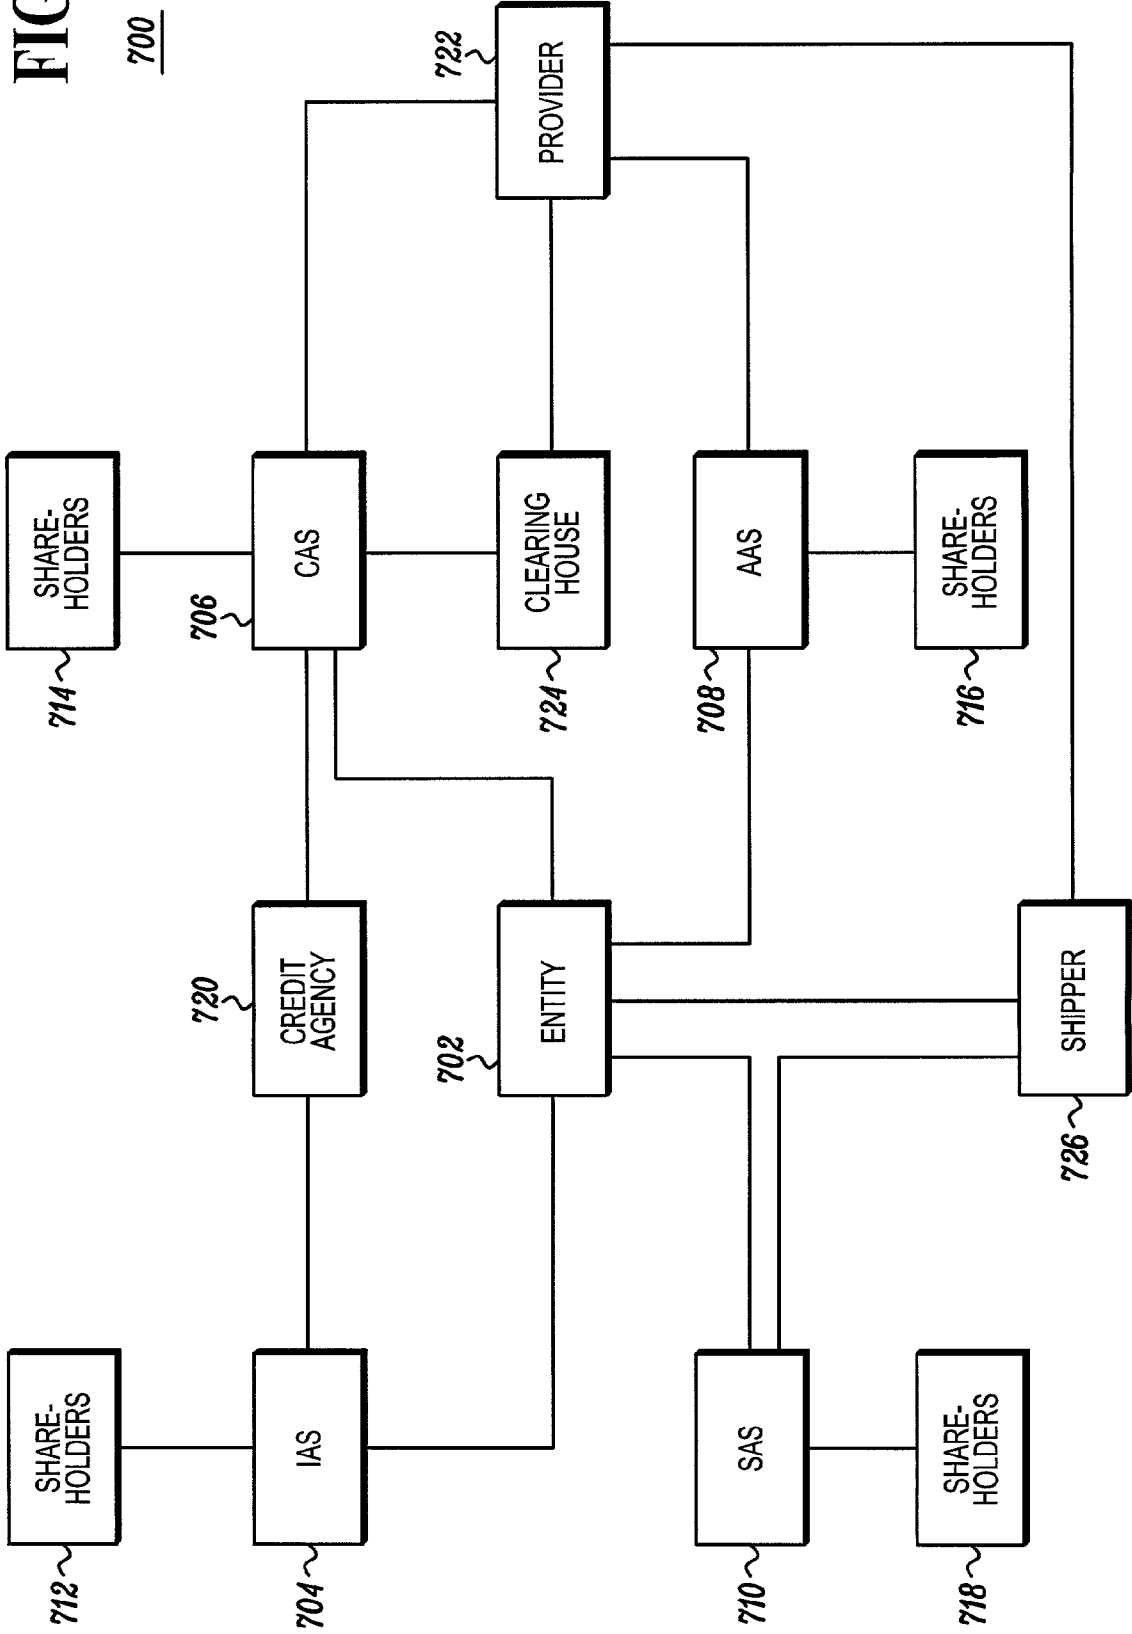 FIG
700
712
SHARE-
HOLDERS
714
SHARE-
HOLDERS
704
IAS
720
CREDIT
AGENCY
706
CAS
702
ENTITY
724
CLEARING
HOUSE
722
PROVIDER
710
SAS
708
AAS
718
SHARE-
HOLDERS
716
SHARE-
HOLDERS
726
SHIPPER